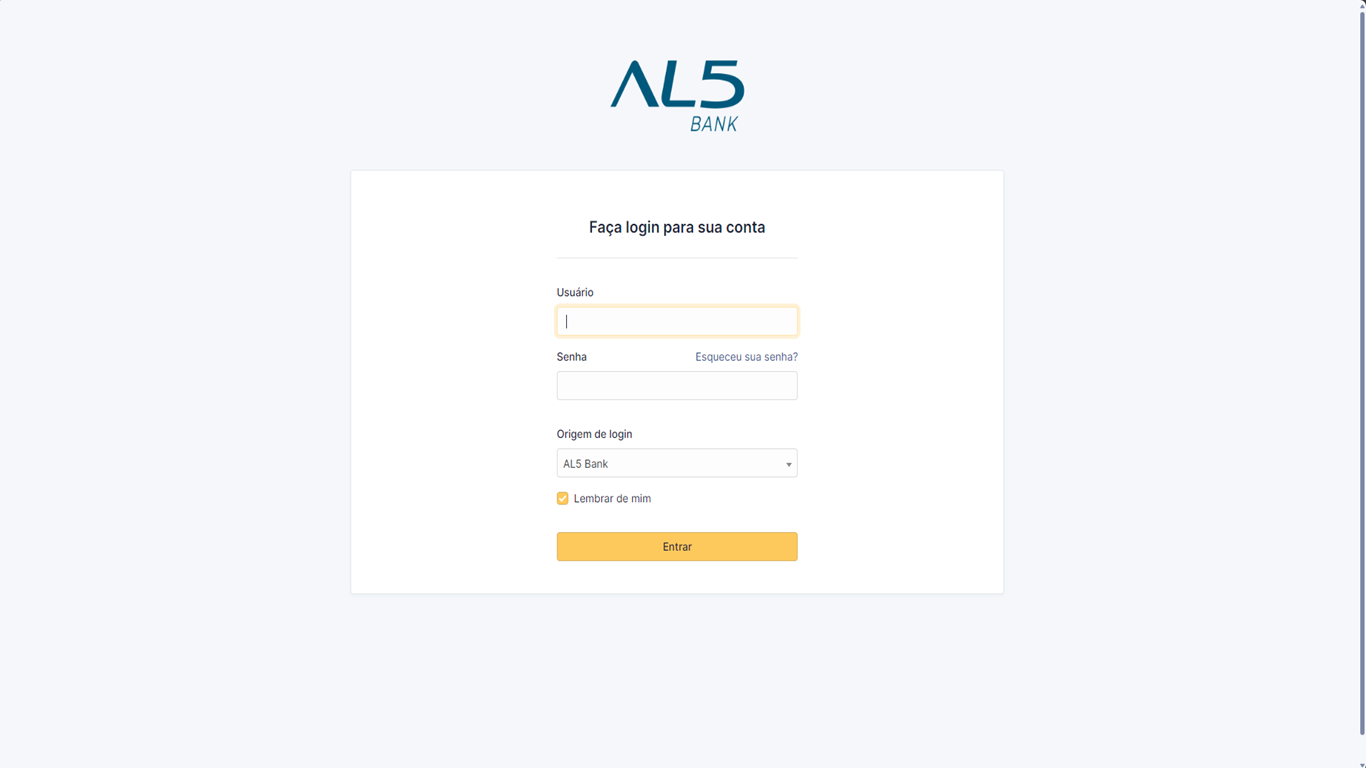 AL5
BANK
Faça login para sua conta
Usuário
Senha
Esqueceu sua senha?
Origem de login
AL5 Bank
Lembrar de mim
Entrar